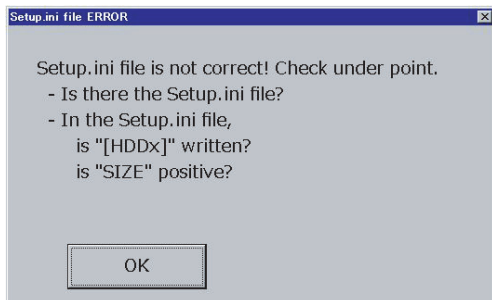 Setup.ini file ERROR
Setup.ini file is not correct! Check under point.
- Is there the Setup.ini file?
- In the Setup.ini file,
is "[HDDx]" written?
is "SIZE" positive?
OK